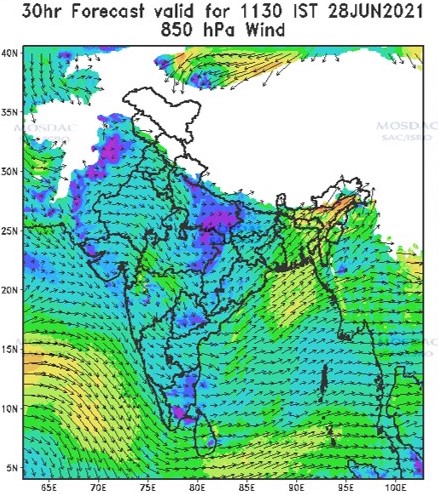 30hr Forecast valid for 1130 IST 28JUN2021
850 hPa Wind
40N
35N
MOSDAC
MOSDAC
SAC/ISRO
30N
25N
20N
15N
10N
5N
65E 70E 75E 80E 85E 90E 95E 100E